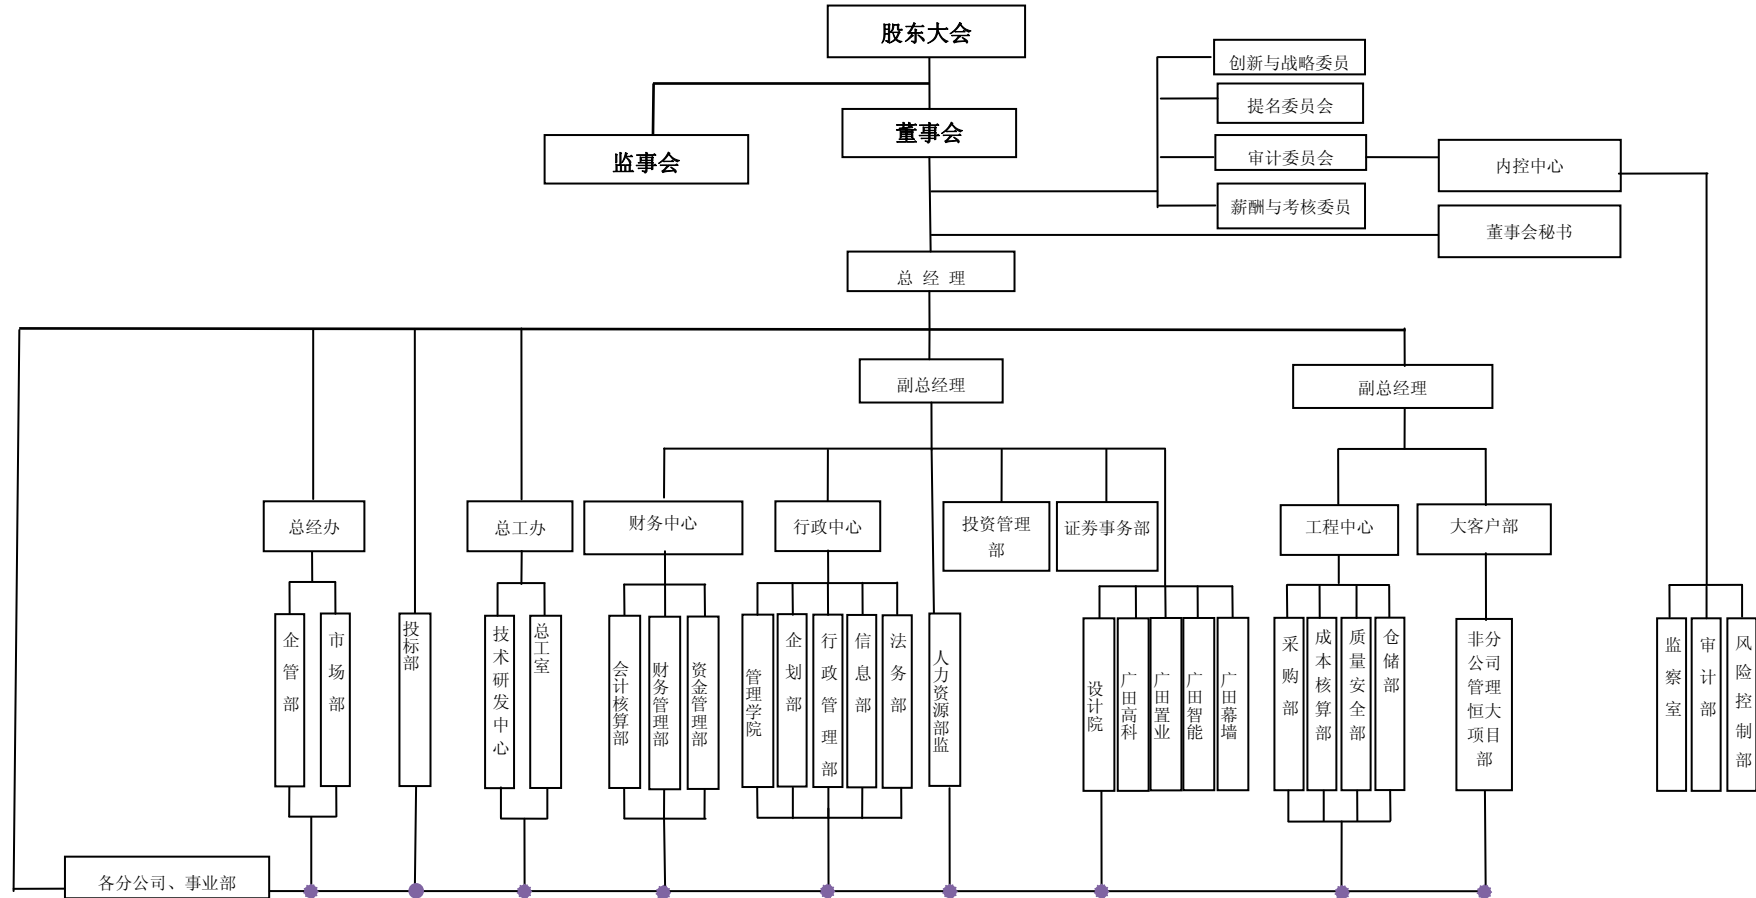 股东大会
创新与战略委员
提名委员会
董事会
监事会
审计委员会
内控中心
薪酬与考核委员
董事会秘书
总 经 理
副总经理
副总经理
总经办
总工办
财务中心
行政中心
投资管理
部
证券事务部
工程中心
大客户部
企管部
市场部
投标部
技术研发中心
总工室
会计核算部
财务管理部
资金管理部
管理学院
企划部
行政管理部
信息部
法务部
人力资源部监
设计院
广田高科
广田置业
广田智能
广田幕墙
采购部
成本核算部
质量安全部
仓储部
非分
公司
管理
恒大
项目
部
监察室
审计部
风险控制部
各分公司、事业部